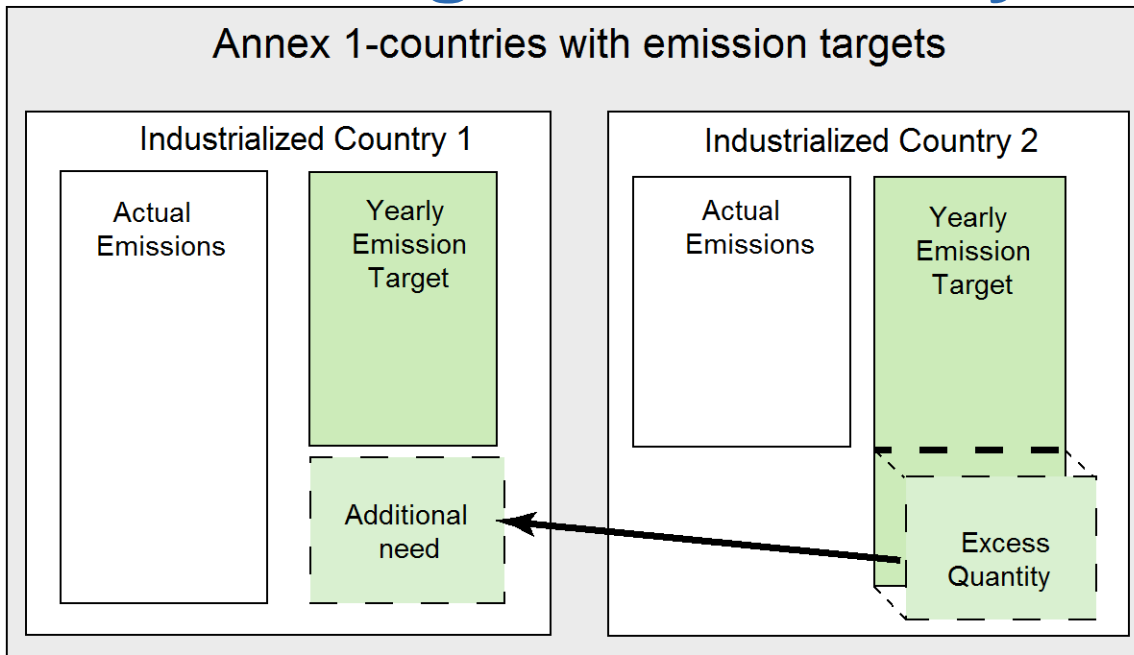 Annex 1-countries with emission targets
Industrialized Country 1
Actual
Emissions
Yearly
Emission
Target
Additional
need
Industrialized Country 2
Actual
Emissions
Yearly
Emission
Target
Excess
Quantity